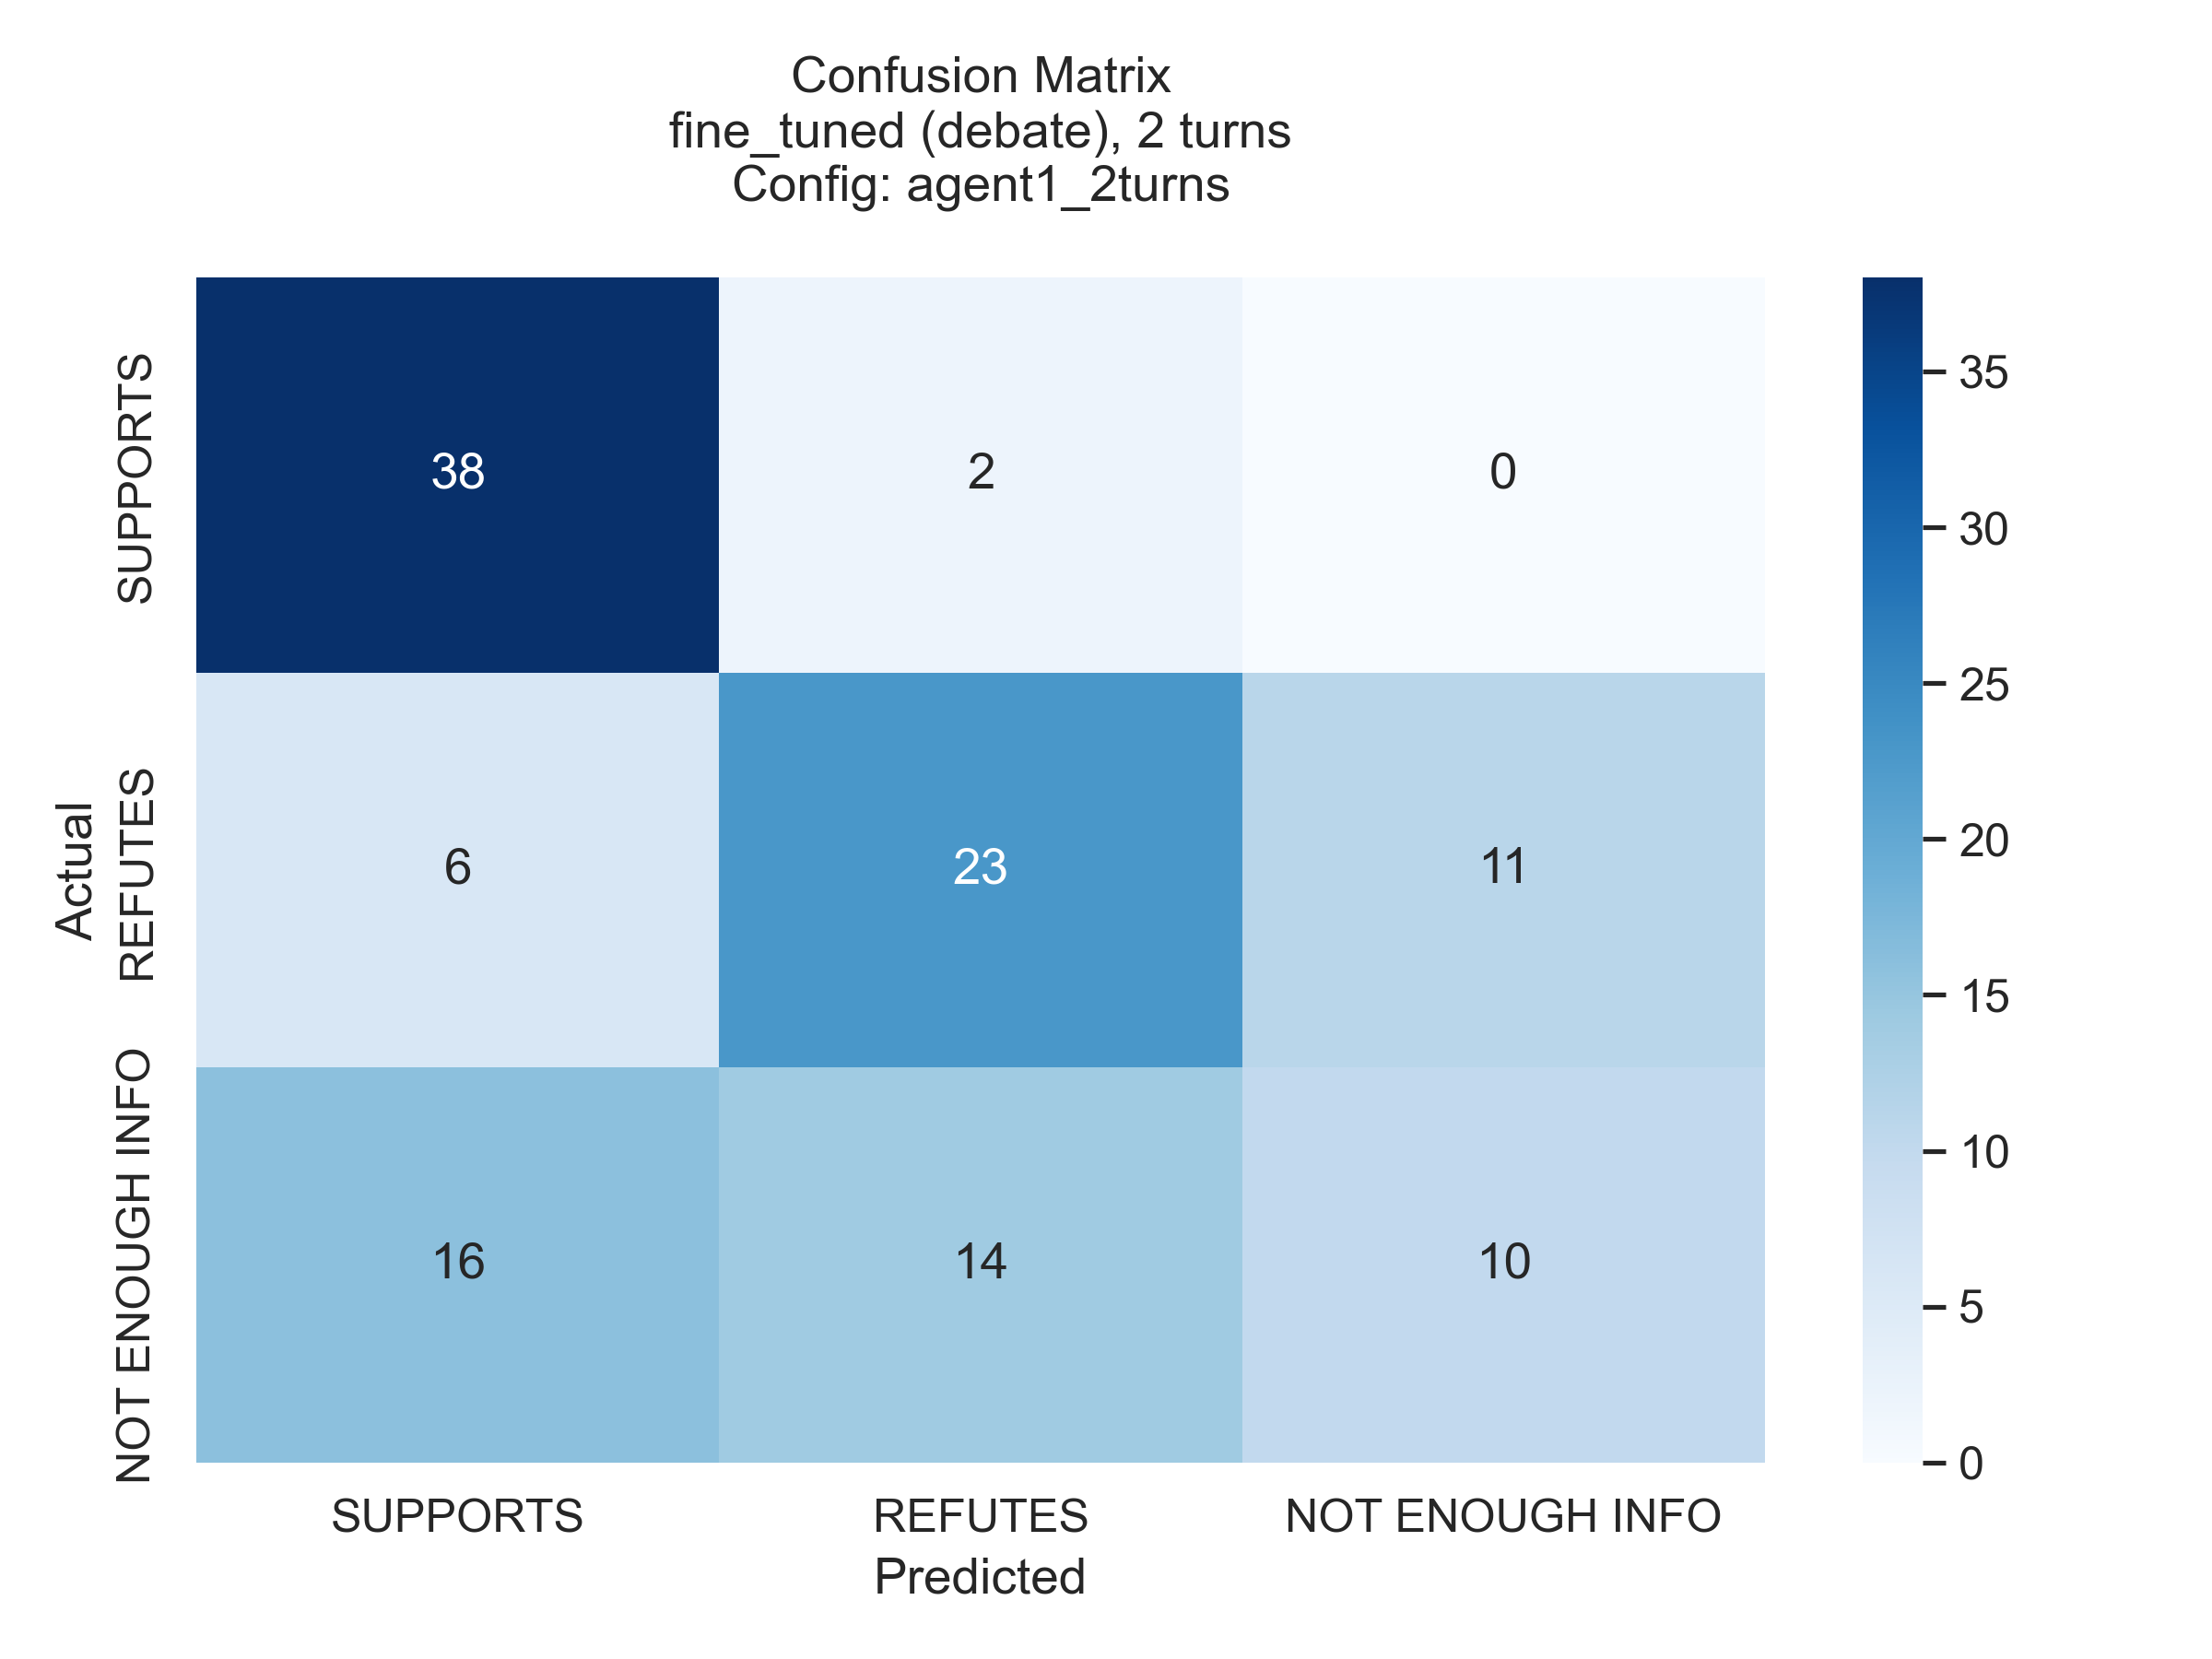 Confusion Matrix
fine_tuned (debate), 2 turns
Config: agent1_2turns
SUPPORTS
38
2
0
Actual
REFUTES
6
23
11
NOT ENOUGH INFO
16
14
10
SUPPORTS
REFUTES
NOT ENOUGH INFO
Predicted
35
30
25
20
15
10
5
0